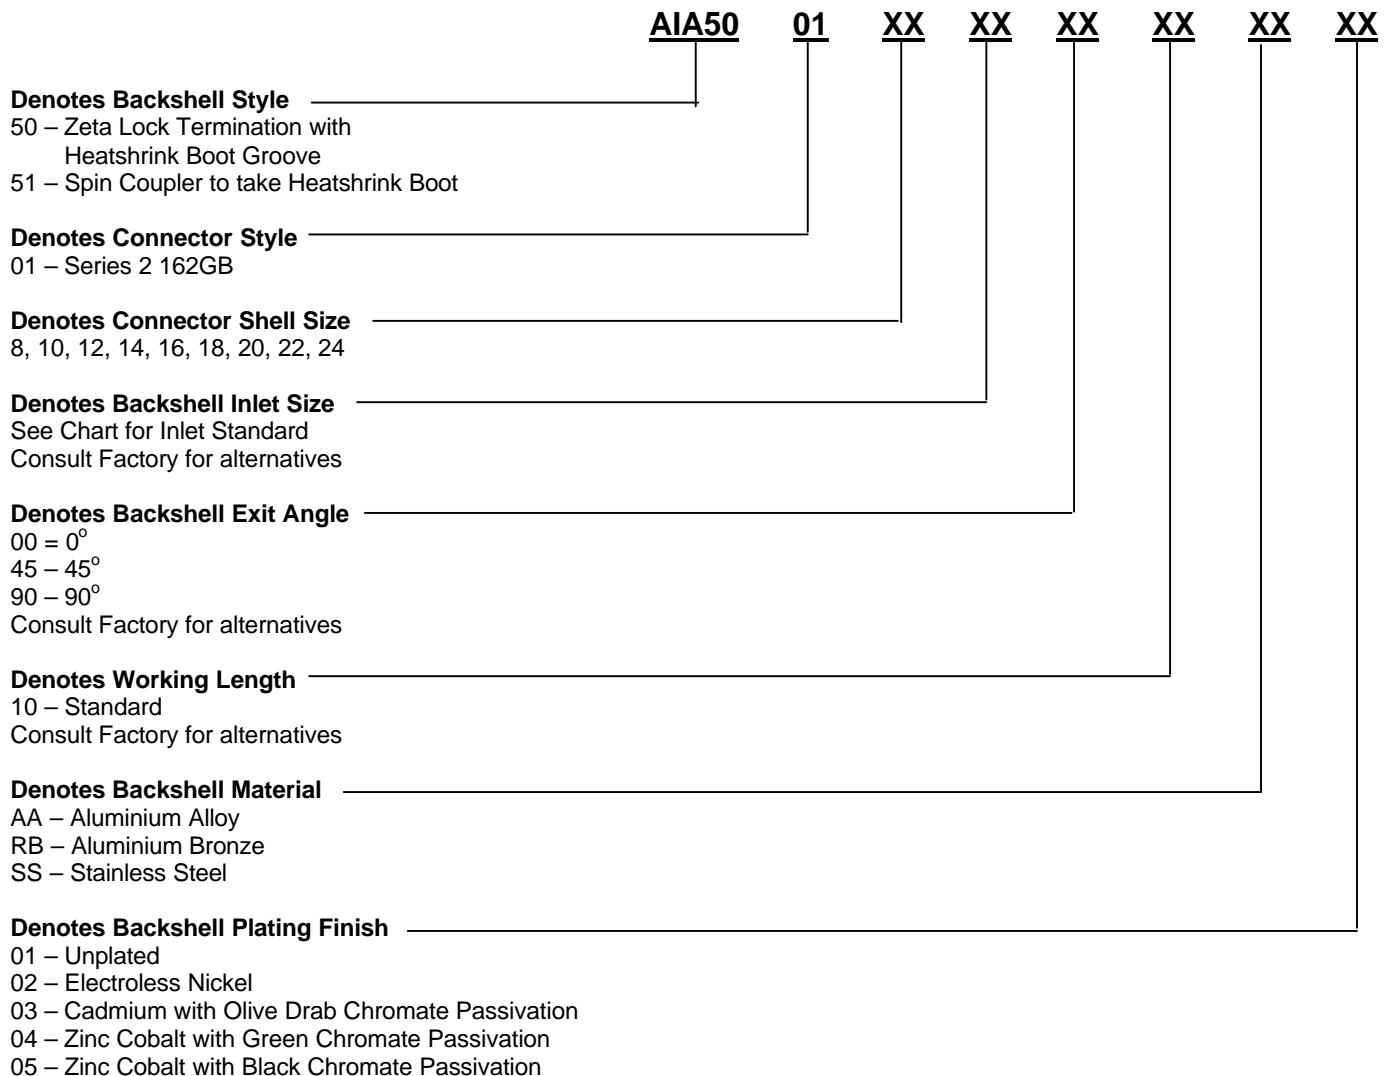 AIA50 01 XX XX XX XX XX XX
Denotes Backshell Style
50 – Zeta Lock Termination with
Heatshrink Boot Groove
51 – Spin Coupler to take Heatshrink Boot
Denotes Connector Style
01 – Series 2 162GB
Denotes Connector Shell Size
8, 10, 12, 14, 16, 18, 20, 22, 24
Denotes Backshell Inlet Size
See Chart for Inlet Standard
Consult Factory for alternatives
Denotes Backshell Exit Angle
00 = 0°
45 – 45°
90 – 90°
Consult Factory for alternatives
Denotes Working Length
10 – Standard
Consult Factory for alternatives
Denotes Backshell Material
AA – Aluminium Alloy
RB – Aluminium Bronze
SS – Stainless Steel
Denotes Backshell Plating Finish
01 – Unplated
02 – Electroless Nickel
03 – Cadmium with Olive Drab Chromate Passivation
04 – Zinc Cobalt with Green Chromate Passivation
05 – Zinc Cobalt with Black Chromate Passivation